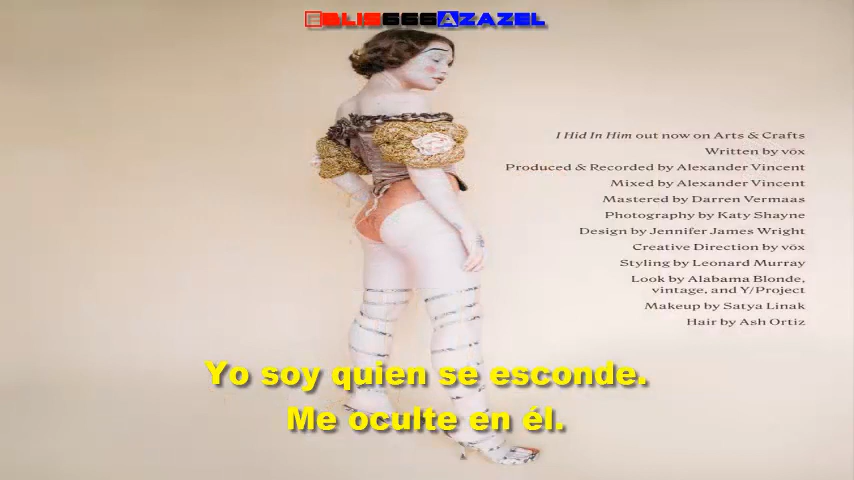 Eblis666Azazel
I Hid In Him out now on Arts & Crafts
Written by vōx
Produced & Recorded by Alexander Vincent
Mixed by Alexander Vincent
Mastered by Darren Vermaas
Photography by Katy Shayne
Design by Jennifer James Wright
Creative Direction by vōx
Styling by Leonard Murray
Look by Alabama Blonde,
vintage, and Y/Project
Makeup by Satya Linak
Hair by Ash Ortiz
Yo soy quien se esconde.
Me oculte en él.